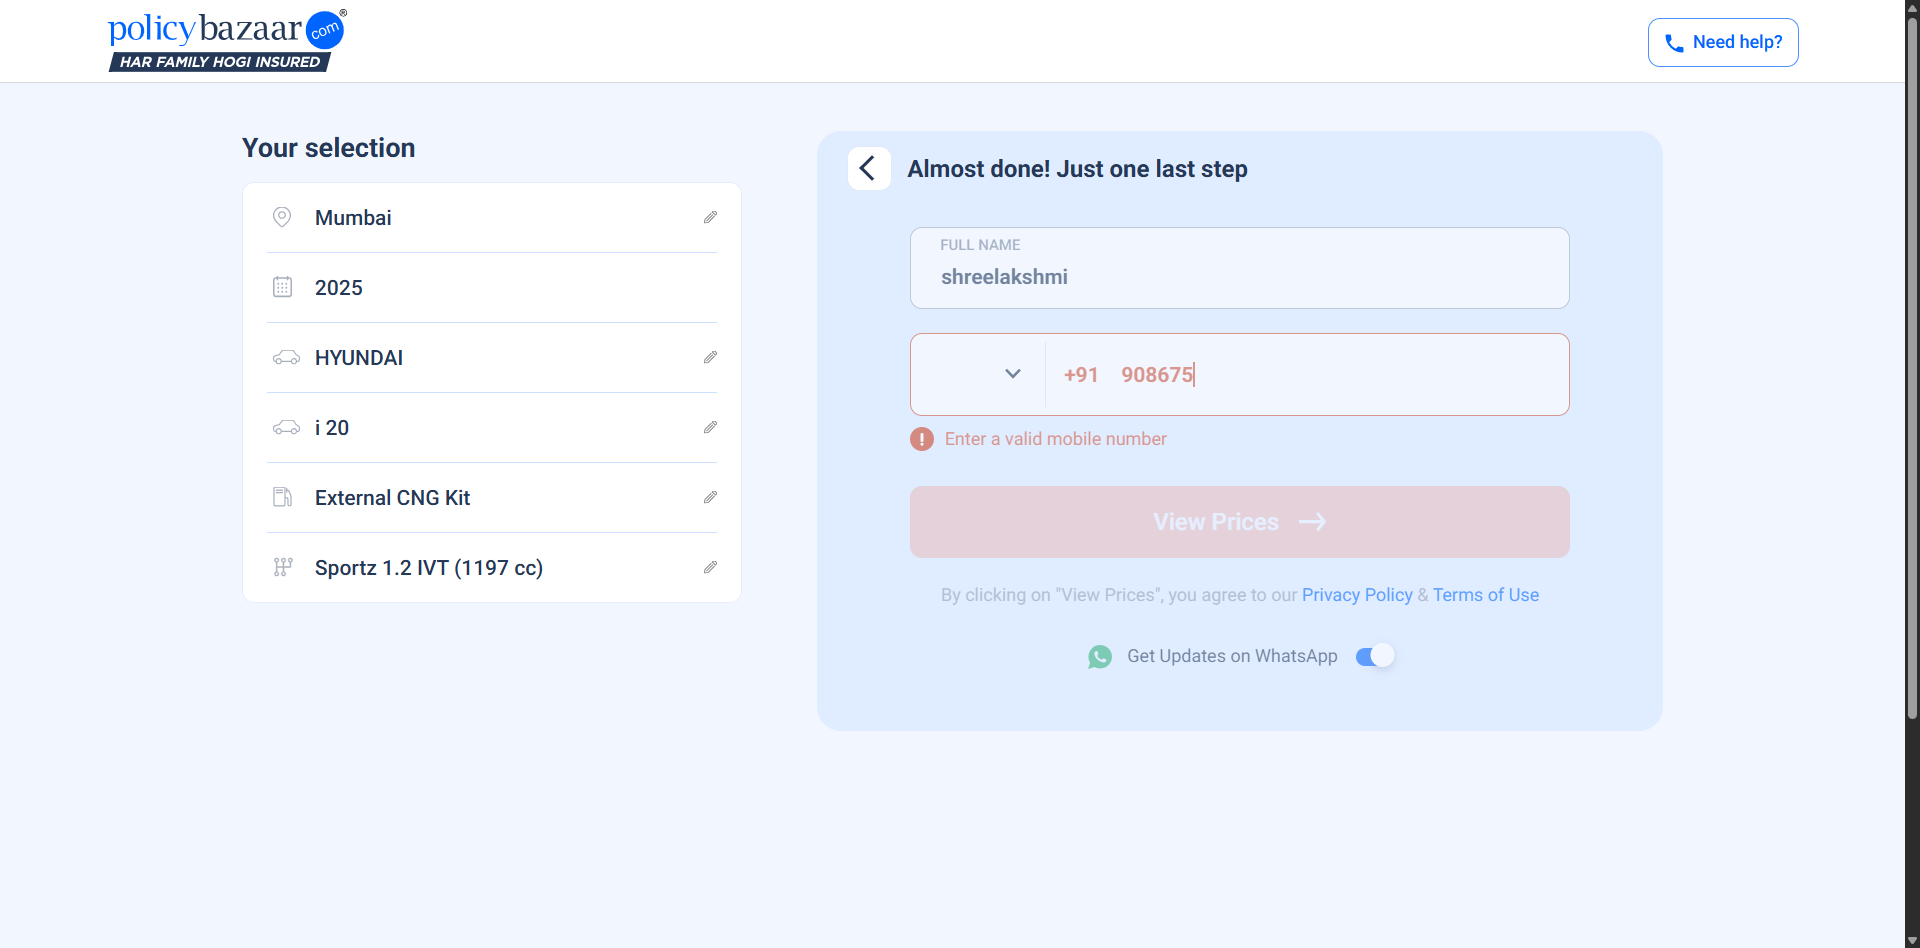 policybazaar.com®
HAR FAMILY HOGI INSURED
Need help?
Your selection
Mumbai
2025
HYUNDAI
i 20
External CNG Kit
Sportz 1.2 IVT (1197 cc)
Almost done! Just one last step
FULL NAME
shreelakshmi
+91 908675
! Enter a valid mobile number
View Prices →
By clicking on "View Prices", you agree to our Privacy Policy & Terms of Use
Get Updates on WhatsApp